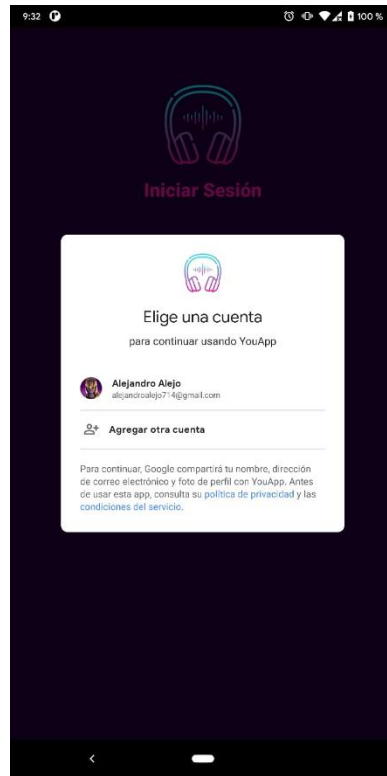 9:32
100 %
Iniciar Sesión
Elige una cuenta
para continuar usando YouApp
Alejandro Alejo
alejandroalejo714@gmail.com
Agregar otra cuenta
Para continuar, Google compartirá tu nombre, dirección
de correo electrónico y foto de perfil con YouApp. Antes
de usar esta app, consulta su política de privacidad y las
condiciones del servicio.